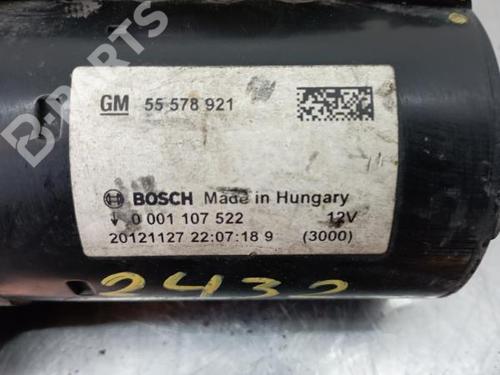 B-PARTS
GM 55 578 921
BOSCH Made in Hungary
0 001 107 522 12V
20121127 22:07:18 9 (3000)
2432